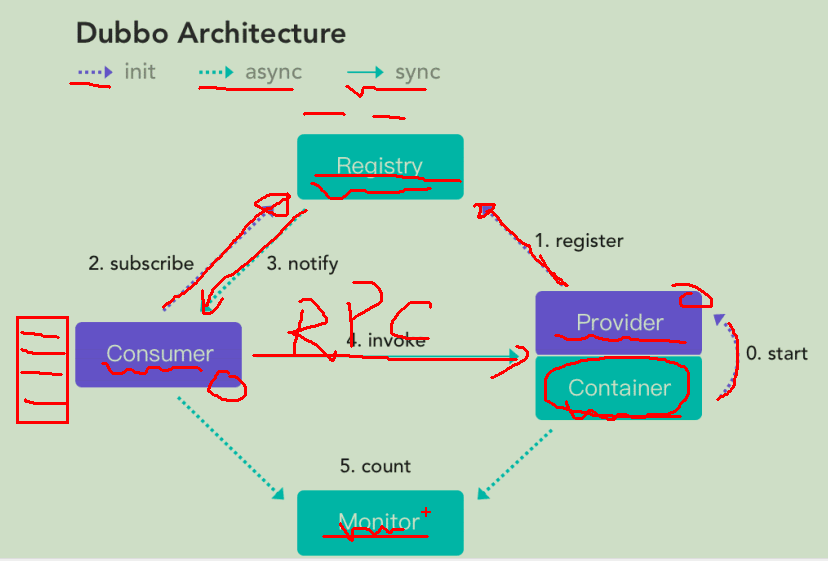 Dubbo Architecture
init async sync
Registry
1. register
2. subscribe 3. notify
RPC
Provider
Consumer 4. invoke 0. start
Container
5. count
Monitor